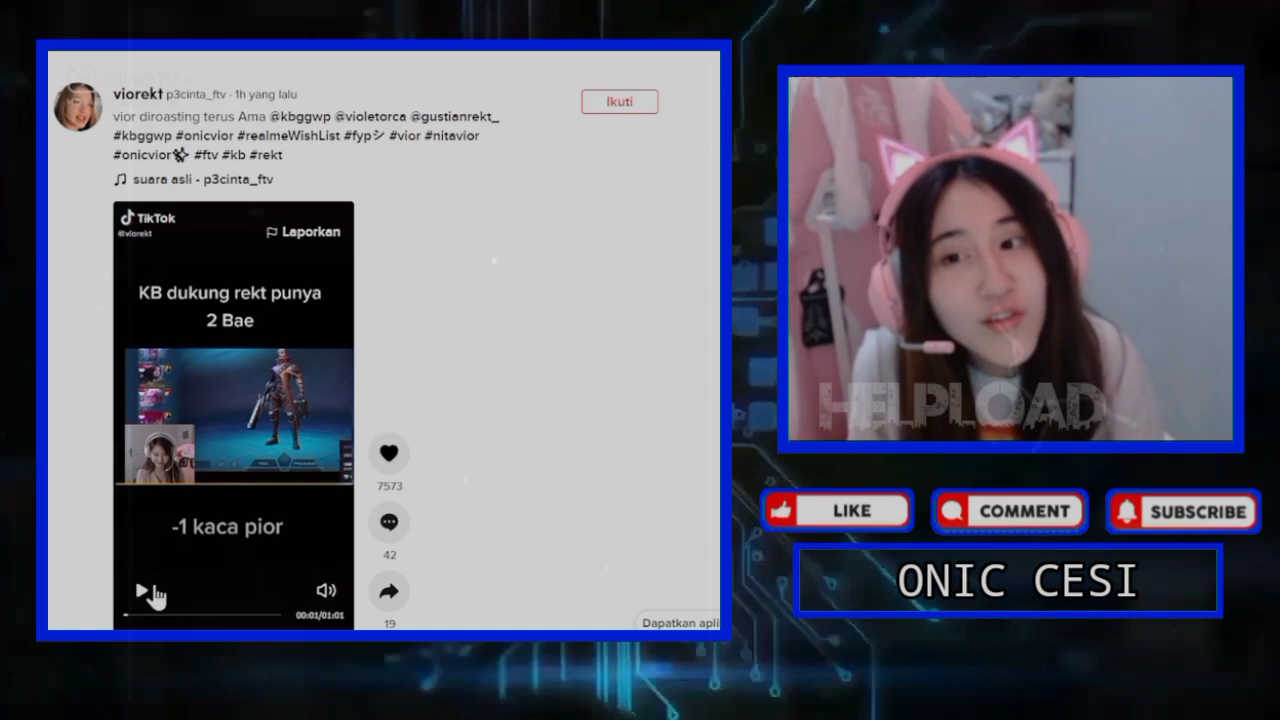 viorekt p3cinta_ftv · 1h yang lalu
Ikuti
vior diroasting terus Ama @kbggwp @violetorca @gustianrekt_
#kbggwp #onicvior #realmeWishList #fypシ #vior #nitavior
#onicvior #ftv #kb #rekt
suara asli - p3cinta_ftv
TikTok
@viorekt
Laporkan
KB dukung rekt punya
2 Bae
-1 kaca pior
00:01/01:01
7573
42
19
Dapatkan apli
HELPLOAD
LIKE
COMMENT
SUBSCRIBE
ONIC CESI